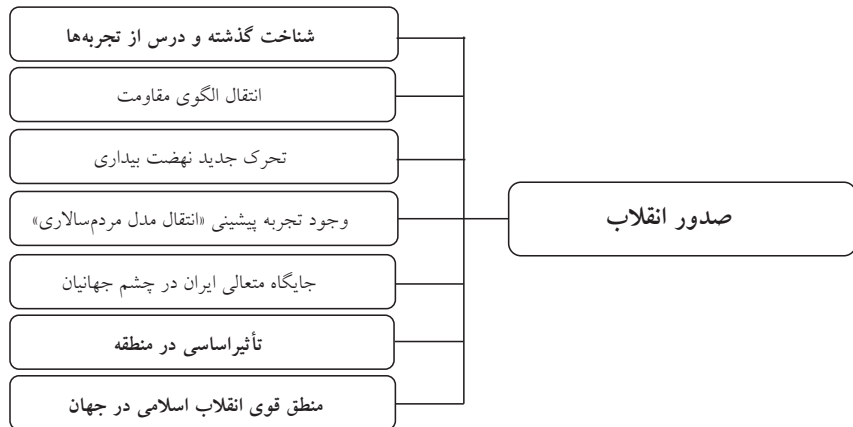 صدور انقلاب
شناخت گذشته و درس از تجربه‌ها
انتقال الگوی مقاومت
تحرک جدید نهضت بیداری
وجود تجربه پیشینی «انتقال مدل مردم‌سالاری»
جایگاه متعالی ایران در چشم جهانیان
تأثیراساسی در منطقه
منطق قوی انقلاب اسلامی در جهان